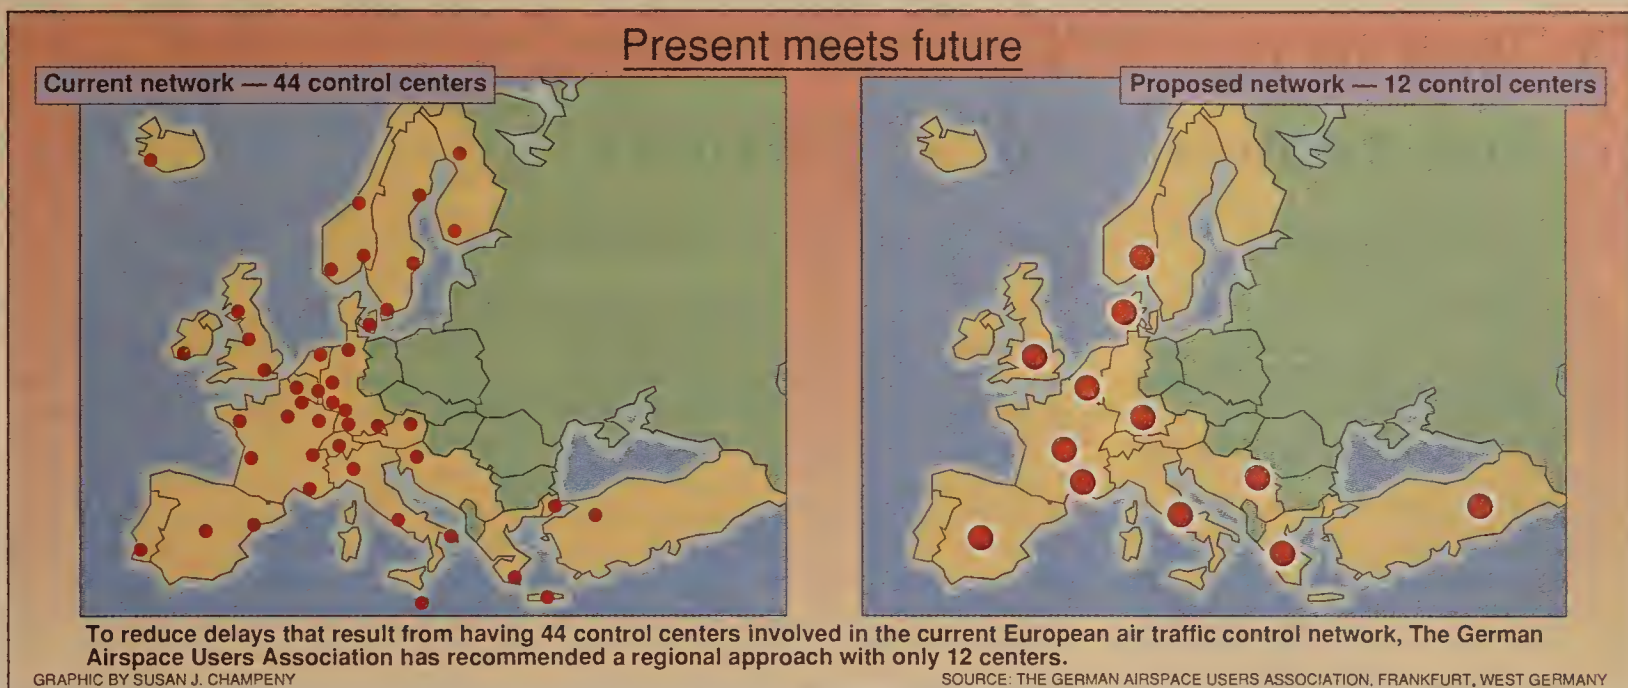 Present meets future
Current network — 44 control centers
Proposed network — 12 control centers
To reduce delays that result from having 44 control centers involved in the current European air traffic control network, The German
Airspace Users Association has recommended a regional approach with only 12 centers.
GRAPHIC BY SUSAN J. CHAMPENY
SOURCE: THE GERMAN AIRSPACE USERS ASSOCIATION, FRANKFURT, WEST GERMANY